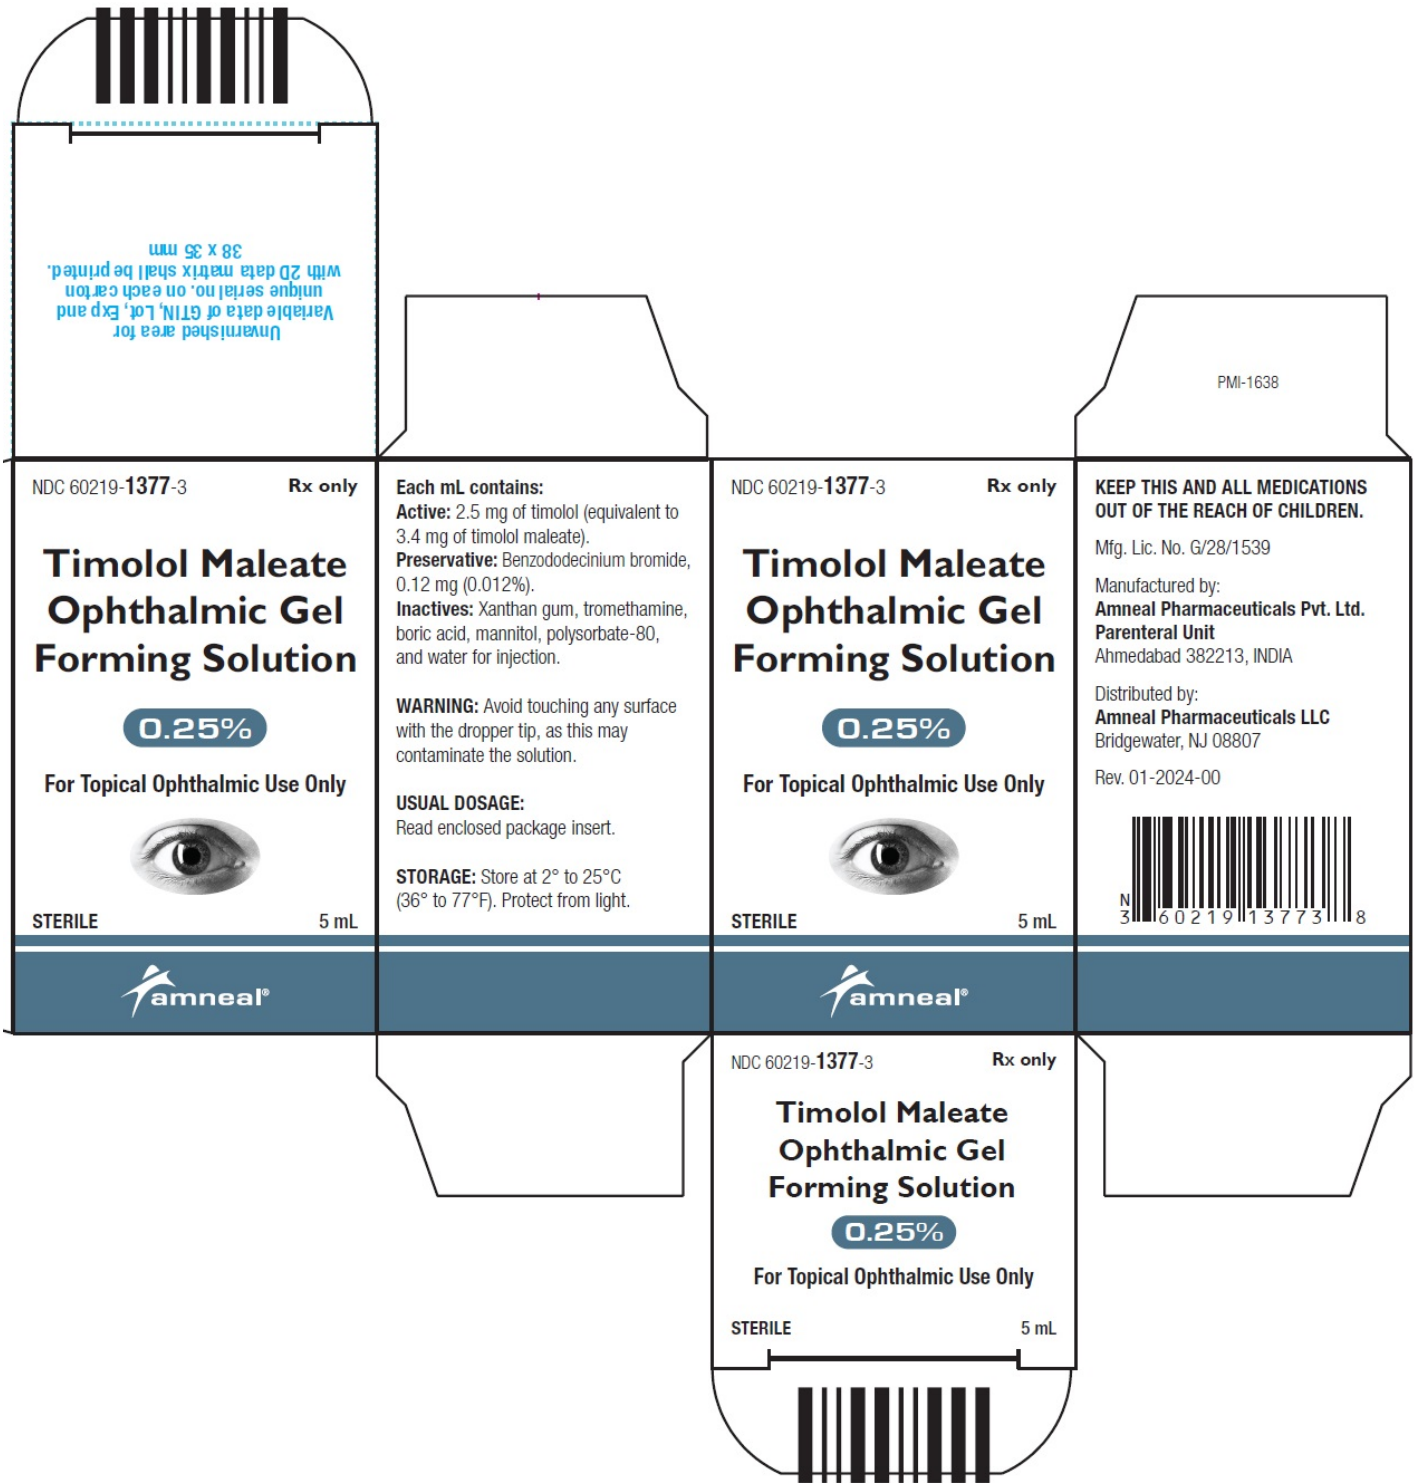 Unvarnished area for
Variable data of GTIN, Lot, Exp and
unique serial no. on each carton
with 2D data matrix shall be printed.
38 x 35 mm
NDC 60219-1377-3 Rx only
Timolol Maleate
Ophthalmic Gel
Forming Solution
0.25%
For Topical Ophthalmic Use Only
STERILE 5 mL
amneal®
Each mL contains:
Active: 2.5 mg of timolol (equivalent to
3.4 mg of timolol maleate).
Preservative: Benzododecinium bromide,
0.12 mg (0.012%).
Inactives: Xanthan gum, tromethamine,
boric acid, mannitol, polysorbate-80,
and water for injection.
WARNING: Avoid touching any surface
with the dropper tip, as this may
contaminate the solution.
USUAL DOSAGE:
Read enclosed package insert.
STORAGE: Store at 2° to 25°C
(36° to 77°F). Protect from light.
NDC 60219-1377-3 Rx only
Timolol Maleate
Ophthalmic Gel
Forming Solution
0.25%
For Topical Ophthalmic Use Only
STERILE 5 mL
amneal®
PMI-1638
KEEP THIS AND ALL MEDICATIONS
OUT OF THE REACH OF CHILDREN.
Mfg. Lic. No. G/28/1539
Manufactured by:
Amneal Pharmaceuticals Pvt. Ltd.
Parenteral Unit
Ahmedabad 382213, INDIA
Distributed by:
Amneal Pharmaceuticals LLC
Bridgewater, NJ 08807
Rev. 01-2024-00
N
3 60219 13773 8
NDC 60219-1377-3 Rx only
Timolol Maleate
Ophthalmic Gel
Forming Solution
0.25%
For Topical Ophthalmic Use Only
STERILE 5 mL